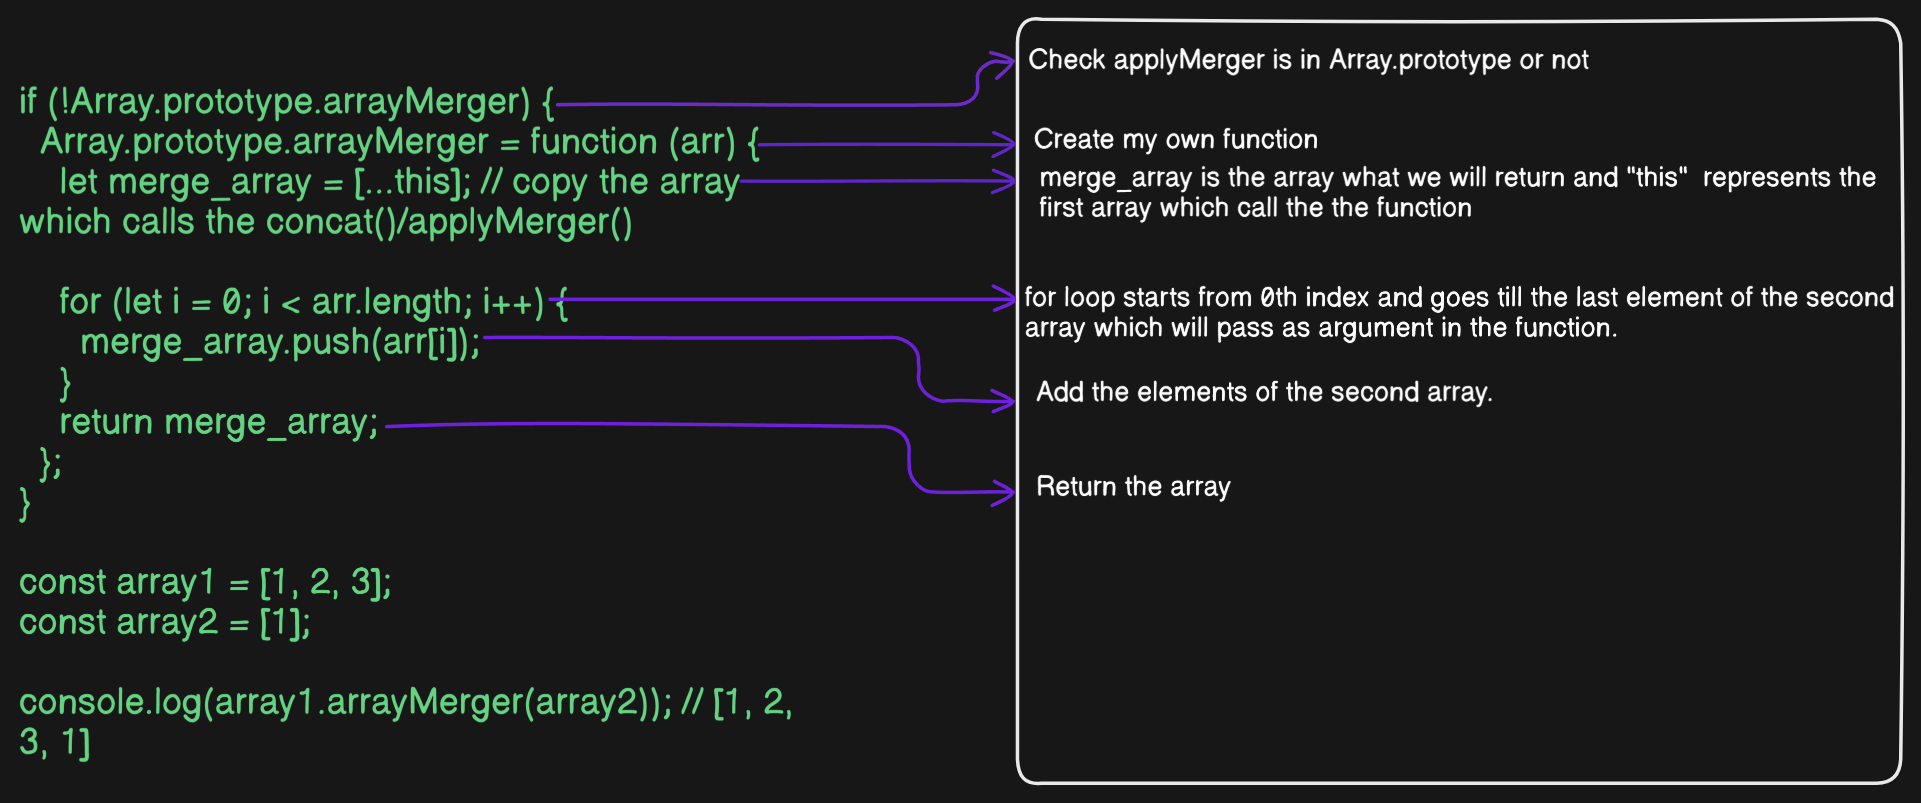 if (!Array.prototype.arrayMerger) {
Array.prototype.arrayMerger = function (arr) {
let merge_array = [...this]; // copy the array
which calls the concat()/applyMerger()
for (let i = 0; i < arr.length; i++) {
merge_array.push(arr[i]);
}
return merge_array;
};
}
const array1 = [1, 2, 3];
const array2 = [1];
console.log(array1.arrayMerger(array2)); // [1, 2,
3, 1]
Check applyMerger is in Array.prototype or not
Create my own function
merge_array is the array what we will return and "this" represents the
first array which call the the function
for loop starts from 0th index and goes till the last element of the second
array which will pass as argument in the function.
Add the elements of the second array.
Return the array